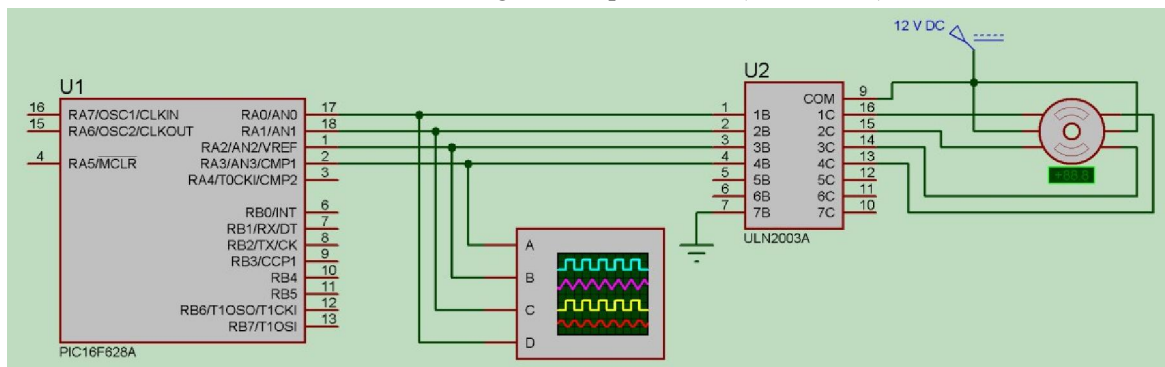 12 V DC
U1
16 RA7/OSC1/CLKIN RA0/AN0 17
15 RA6/OSC2/CLKOUT RA1/AN1 18
RA2/AN2/VREF 1
4 RA5/MCLR RA3/AN3/CMP1 2
RA4/T0CKI/CMP2 3
RB0/INT 6
RB1/RX/DT 7
RB2/TX/CK 8
RB3/CCP1 9
RB4 10
RB5 11
RB6/T1OSO/T1CKI 12
RB7/T1OSI 13
PIC16F628A
A
B
C
D
U2
COM 9
1 1B 1C 16
2 2B 2C 15
3 3B 3C 14
4 4B 4C 13
5 5B 5C 12
6 6B 6C 11
7 7B 7C 10
ULN2003A
+88.8